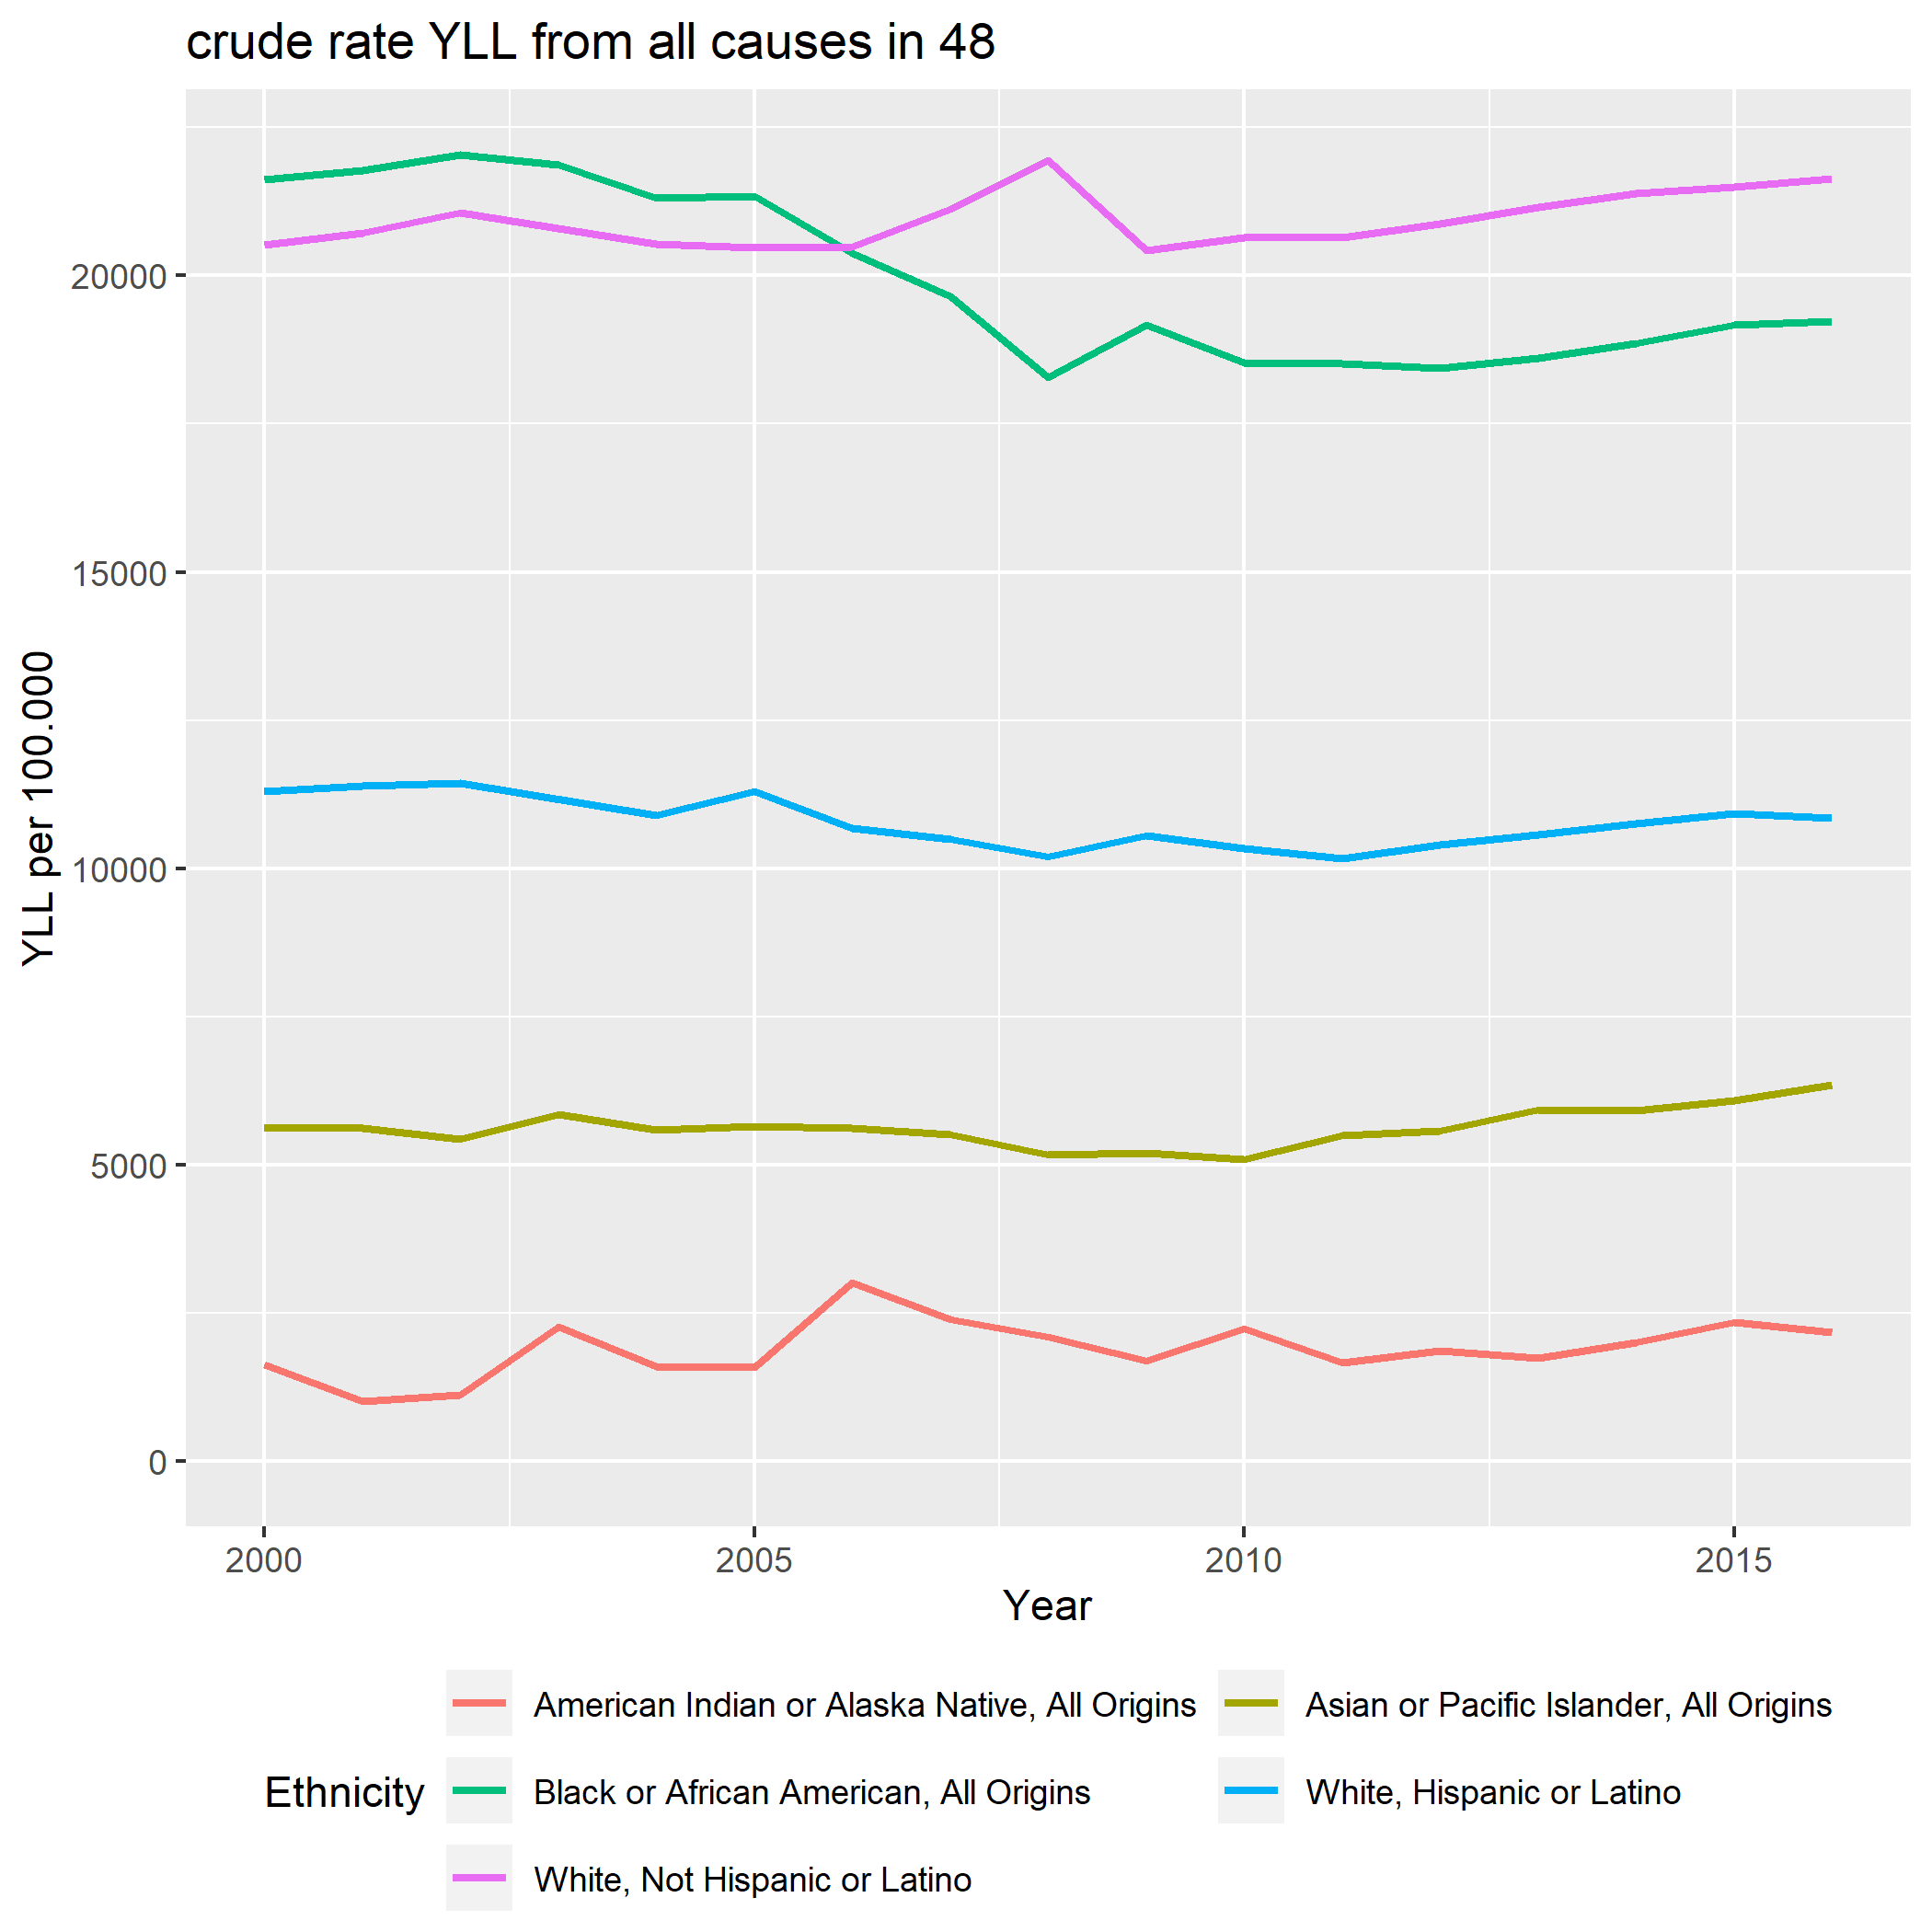 crude rate YLL from all causes in 48
YLL per 100.000
20000
15000
10000
5000
0
2000 2005 2010 2015
Year
Ethnicity
American Indian or Alaska Native, All Origins
Asian or Pacific Islander, All Origins
Black or African American, All Origins
White, Hispanic or Latino
White, Not Hispanic or Latino